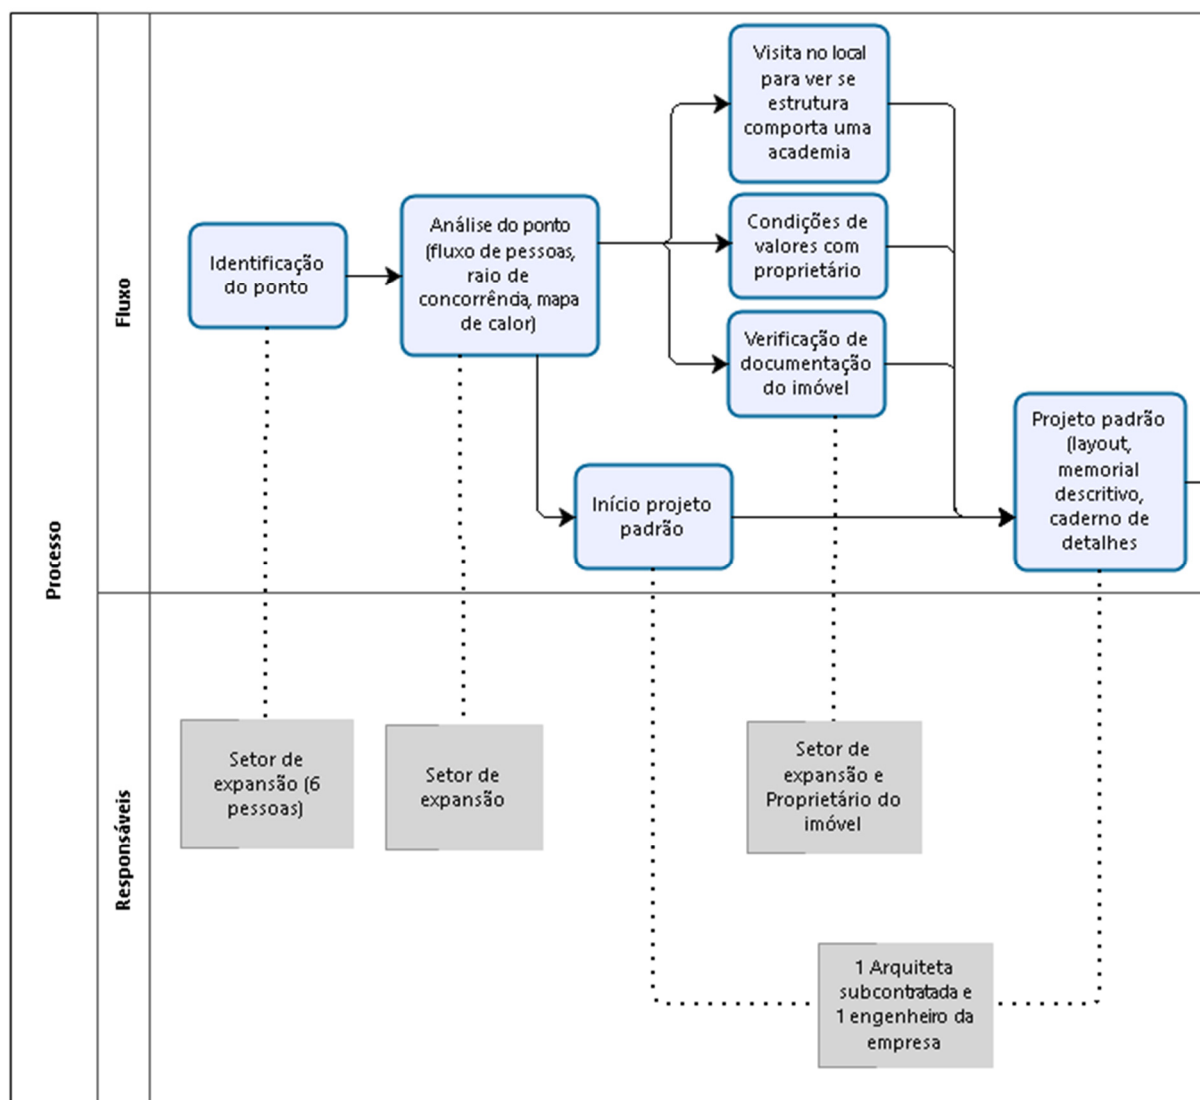 Processo
Fluxo
Identificação
do ponto
Análise do ponto
(fluxo de pessoas,
raio de
concorrência, mapa
de calor)
Visita no local
para ver se
estrutura
comporta uma
academia
Condições de
valores com
proprietário
Verificação de
documentação
do imóvel
Início projeto
padrão
Projeto padrão
(layout,
memorial
descritivo,
caderno de
detalhes
Responsáveis
Setor de
expansão (6
pessoas)
Setor de
expansão
Setor de
expansão e
Proprietário do
imóvel
1 Arquiteta
subcontratada e
1 engenheiro da
empresa